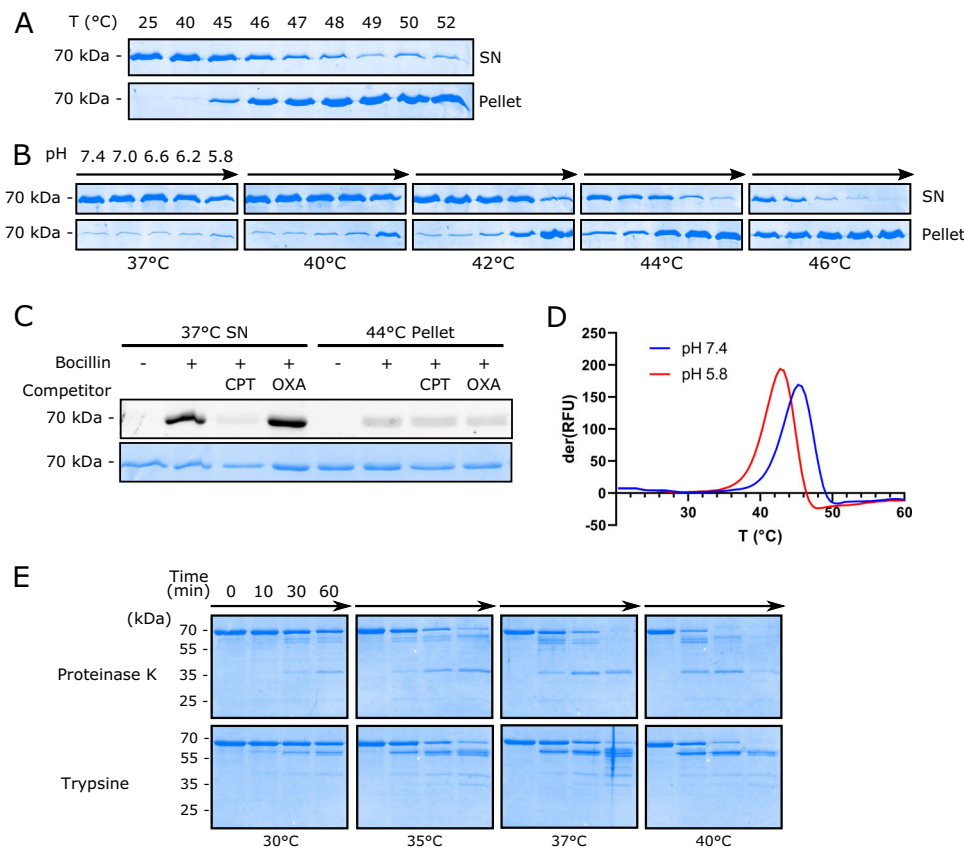 A
T (°C) 25 40 45 46 47 48 49 50 52
70 kDa - SN
70 kDa - Pellet
B
pH 7.4 7.0 6.6 6.2 5.8
70 kDa - SN
70 kDa - Pellet
37°C 40°C 42°C 44°C 46°C
C
37°C SN 44°C Pellet
Bocillin - + + + - + + +
Competitor CPT OXA CPT OXA
70 kDa -
70 kDa -
D
250
200
150
100
50
0
-50
der(RFU)
pH 7.4
pH 5.8
30 40 50 60
T (°C)
E
Time
(min) 0 10 30 60
(kDa)
70 -
55 -
Proteinase K
35 -
25 -
70 -
55 -
Trypsine
35 -
25 -
30°C 35°C 37°C 40°C